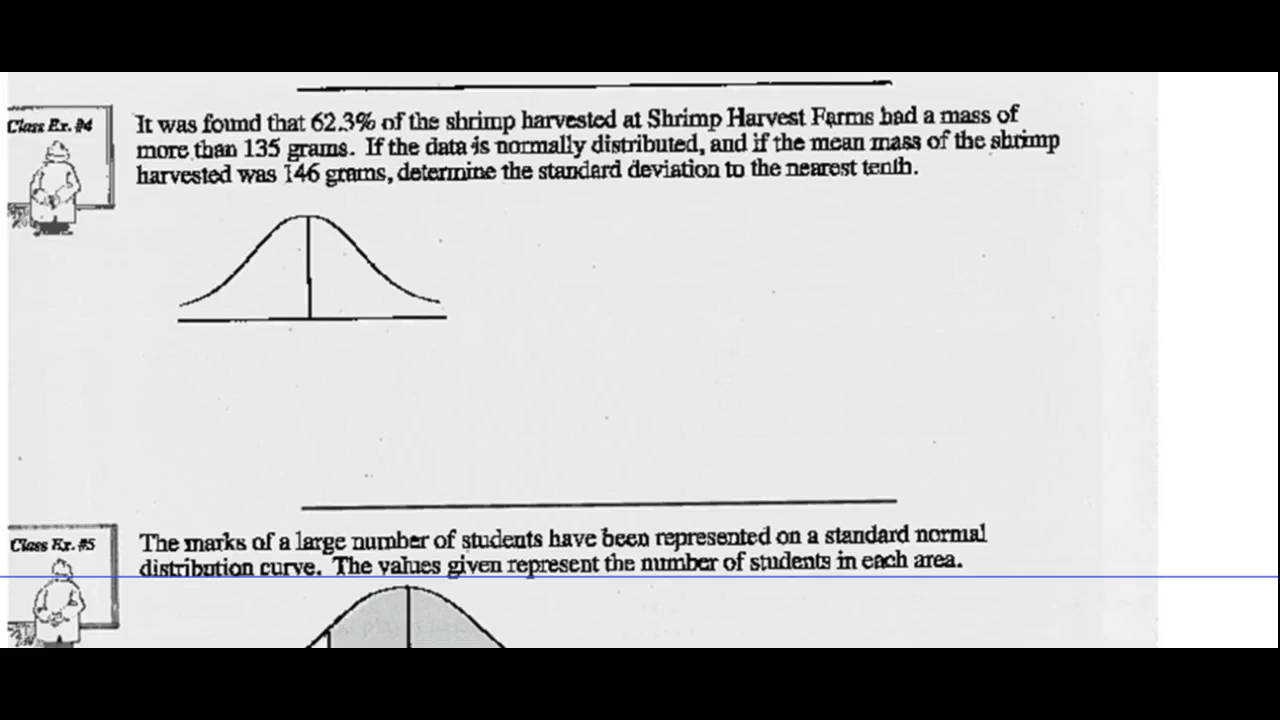 Class Ex. #4
It was found that 62.3% of the shrimp harvested at Shrimp Harvest Farms had a mass of
more than 135 grams. If the data is normally distributed, and if the mean mass of the shrimp
harvested was 146 grams, determine the standard deviation to the nearest tenth.
Class Ex. #5
The marks of a large number of students have been represented on a standard normal
distribution curve. The values given represent the number of students in each area.